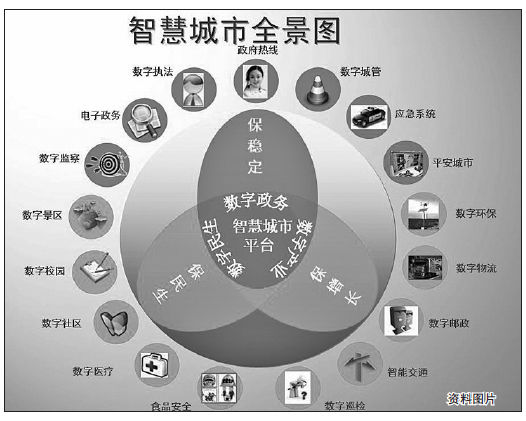 智慧城市全景图
政府热线
数字执法
数字城管
电子政务
应急系统
数字监察
平安城市
数字景区
数字环保
数字校园
数字物流
数字社区
数字邮政
数字医疗
智能交通
食品安全
数字巡检
保稳定
数字政务
智慧城市
平台
数字民生
数字产业
保民生
资料图片